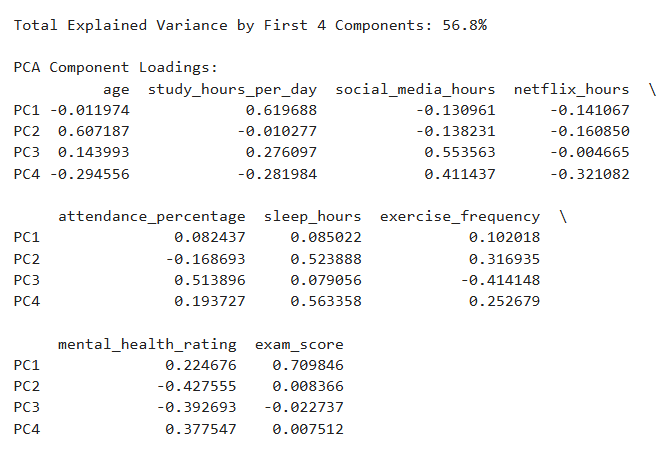 Total Explained Variance by First 4 Components: 56.8%
PCA Component Loadings:
age study_hours_per_day social_media_hours netflix_hours \
PC1 -0.011974 0.619688 -0.130961 -0.141067
PC2 0.607187 -0.010277 -0.138231 -0.160850
PC3 0.143993 0.276097 0.553563 -0.004665
PC4 -0.294556 -0.281984 0.411437 -0.321082
attendance_percentage sleep_hours exercise_frequency \
PC1 0.082437 0.085022 0.102018
PC2 -0.168693 0.523888 0.316935
PC3 0.513896 0.079056 -0.414148
PC4 0.193727 0.563358 0.252679
mental_health_rating exam_score
PC1 0.224676 0.709846
PC2 -0.427555 0.008366
PC3 -0.392693 -0.022737
PC4 0.377547 0.007512